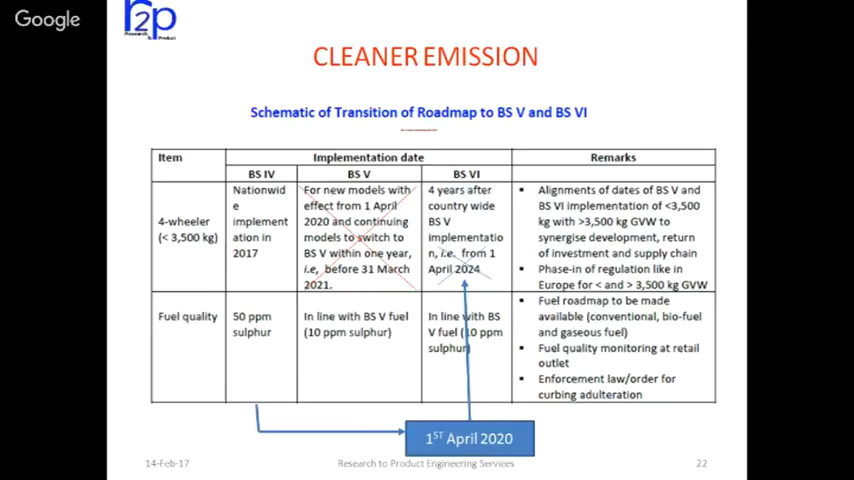 Google
r2p
Research to Product
CLEANER EMISSION
Schematic of Transition of Roadmap to BS V and BS VI
Item
Implementation date
Remarks
BS IV
BS V
BS VI
4-wheeler
(< 3,500 kg)
Nationwid
e
implement
ation in
2017
For new models with
effect from 1 April
2020 and continuing
models to switch to
BS V within one year,
i.e, before 31 March
2021.
4 years after
country wide
BS V
implementatio
n, i.e. from 1
April 2024
▪ Alignments of dates of BS V and
BS VI implementation of <3,500
kg with >3,500 kg GVW to
synergise development, return
of investment and supply chain
▪ Phase-in of regulation like in
Europe for < and > 3,500 kg GVW
Fuel quality
50 ppm
sulphur
In line with BS V fuel
(10 ppm sulphur)
In line with BS
V fuel (10 ppm
sulphur)
▪ Fuel roadmap to be made
available (conventional, bio-fuel
and gaseous fuel)
▪ Fuel quality monitoring at retail
outlet
▪ Enforcement law/order for
curbing adulteration
1ST April 2020
14-Feb-17
Research to Product Engineering Services
22